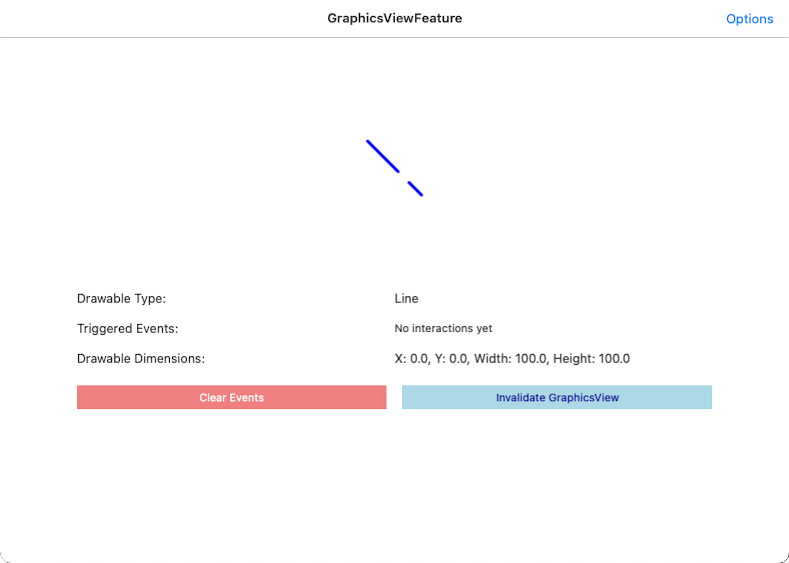 GraphicsViewFeature
Options
Drawable Type: Line
Triggered Events: No interactions yet
Drawable Dimensions: X: 0.0, Y: 0.0, Width: 100.0, Height: 100.0
Clear Events
Invalidate GraphicsView